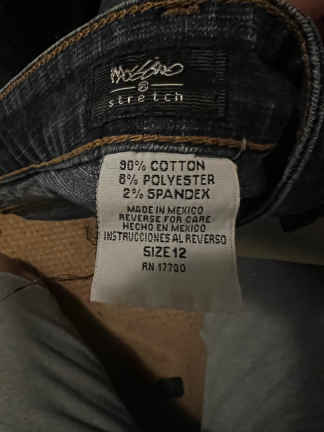 mossimo
stretch
90% COTTON
8% POLYESTER
2% SPANDEX
MADE IN MEXICO
REVERSE FOR CARE
HECHO EN MEXICO
INSTRUCCIONES AL REVERSO
SIZE 12
RN 17700